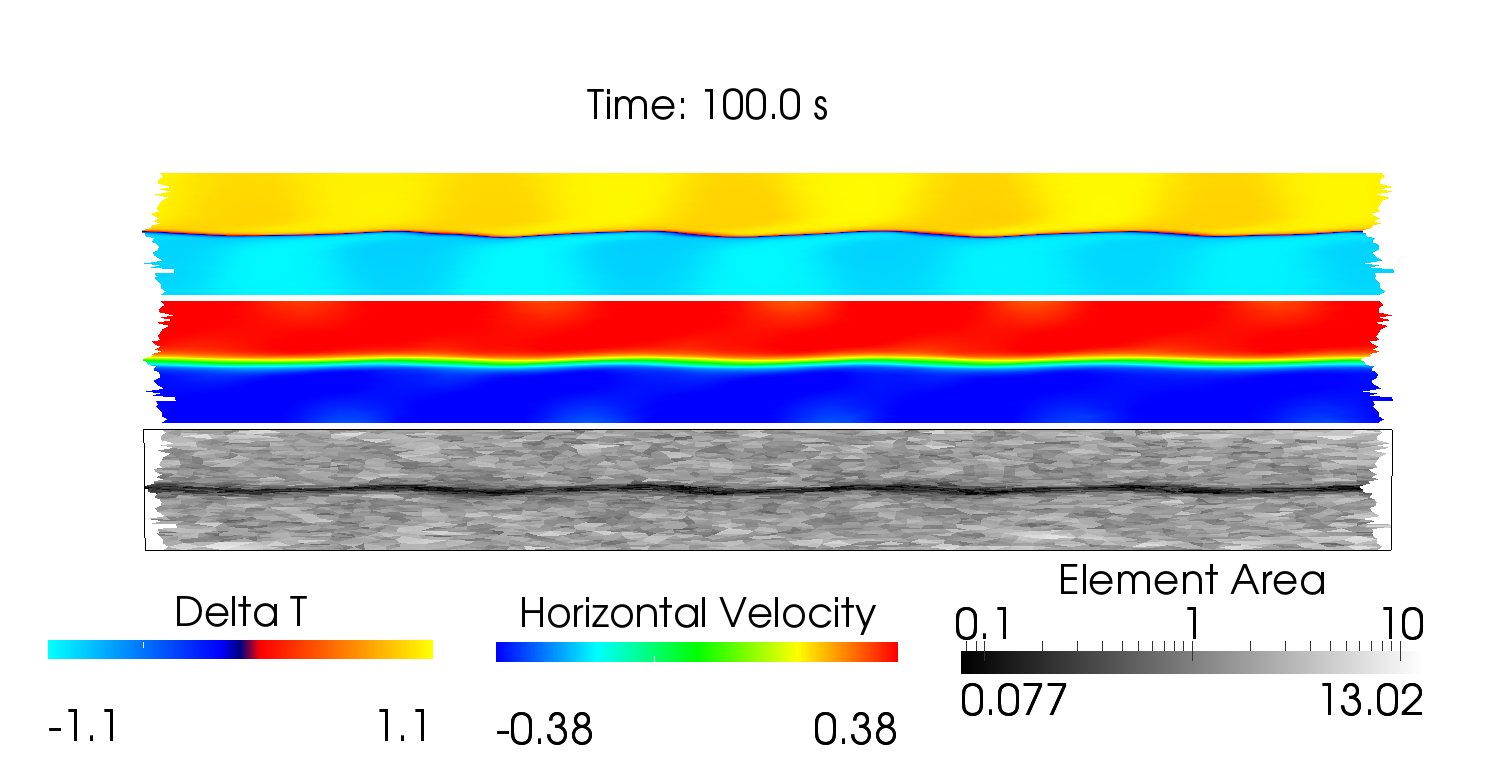 Time: 100.0 s
Delta T
-1.1 1.1
Horizontal Velocity
-0.38 0.38
Element Area
0.1 1 10
0.077 13.02